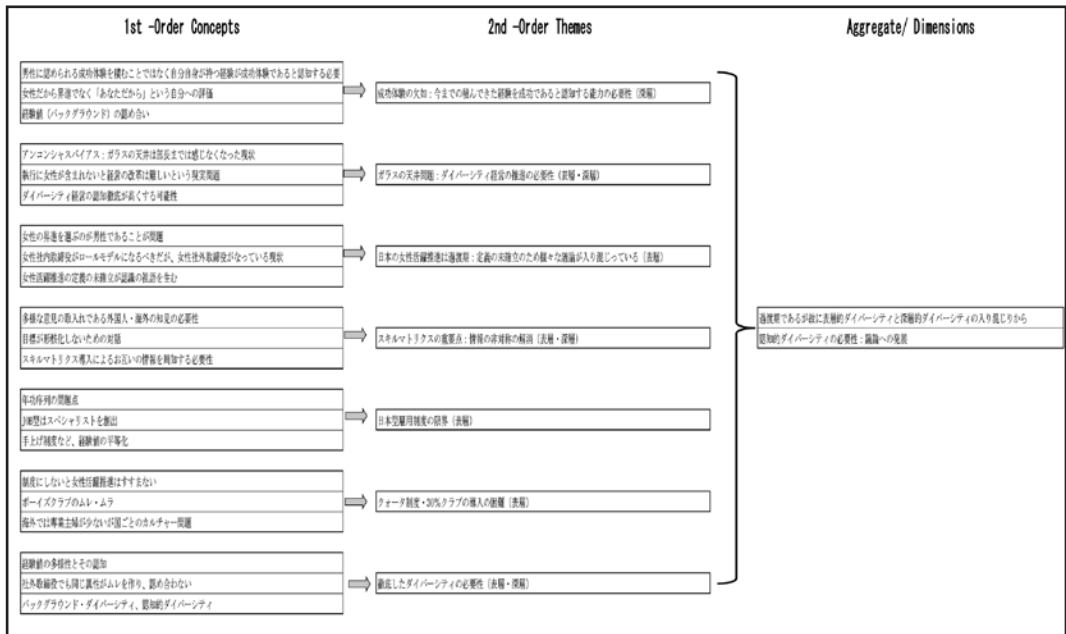 1st -Order Concepts
2nd -Order Themes
Aggregate/ Dimensions
男性に認められる成功体験を積むことではなく自分自身が持つ経験が成功体験であると認知する必要
女性だから昇進でなく「あなただから」という自分への評価
経験値（バックグラウンド）の認め合い
成功体験の欠如：今までの積んできた経験を成功であると認知する能力の必要性（深層）
アンコンシャスバイアス：ガラスの天井は部長までは感じなくなった現状
執行に女性が含まれないと経営の改革は難しいという現実問題
ダイバーシティ経営の認知徹底が長くする可能性
ガラスの天井問題：ダイバーシティ経営の推進の必要性（表層・深層）
女性の昇進を選ぶのが男性であることが問題
女性社内取締役がロールモデルになるべきだが、女性社外取締役がなっている現状
女性活躍推進の定義の未確立が認識の齟齬を生む
日本の女性活躍推進は過渡期：定義の未確立のため様々な議論が入り混じっている（表層）
多様な意見の取入れである外国人・海外の知見の必要性
目標が形骸化しないための対話
スキルマトリクス導入によるお互いの情報を周知する必要性
スキルマトリクスの重要点：情報の非対称の解消（表層・深層）
年功序列の問題点
JOB型はスペシャリストを創出
手上げ制度など、経験値の平等化
日本型雇用制度の限界（表層）
制度にしないと女性活躍推進はすすまない
ボーイズクラブのムレ・ムラ
海外では専業主婦が少ないが国ごとのカルチャー問題
クォータ制度・30%クラブの導入の困難（表層）
経験値の多様性とその認知
社外取締役でも同じ属性がムレを作り、認め合わない
バックグラウンド・ダイバーシティ、認知的ダイバーシティ
徹底したダイバーシティの必要性（表層・深層）
過渡期であるが故に表層的ダイバーシティと深層的ダイバーシティの入り混じりから
認知的ダイバーシティの必要性：議論への発展